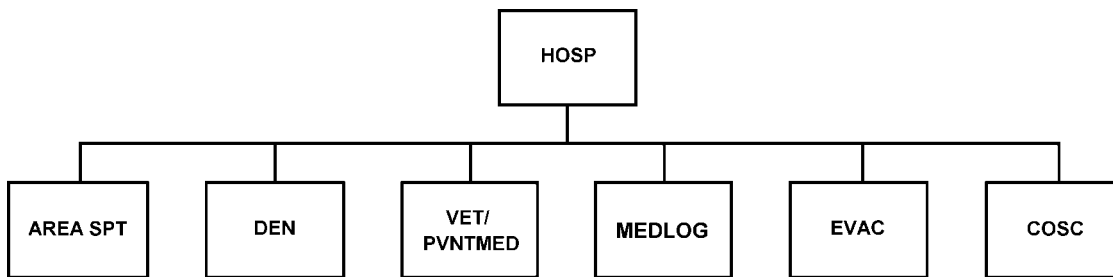 HOSP
AREA SPT
DEN
VET/
PVNTMED
MEDLOG
EVAC
COSC